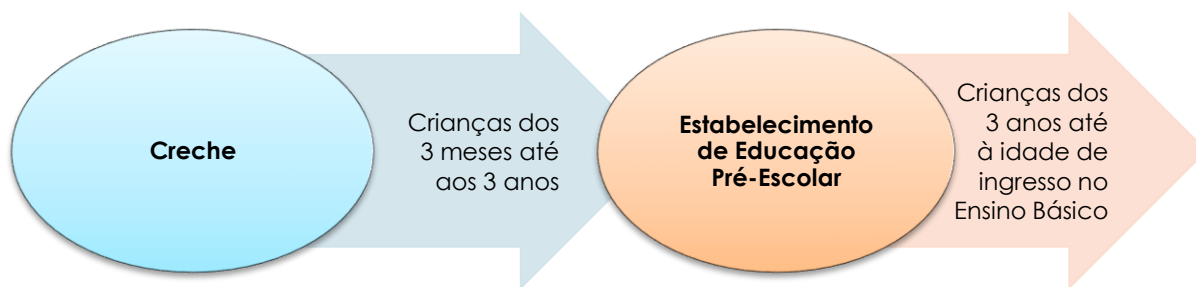 Creche
Crianças dos
3 meses até
aos 3 anos
Estabelecimento
de Educação
Pré-Escolar
Crianças dos
3 anos até
à idade de
ingresso no
Ensino Básico